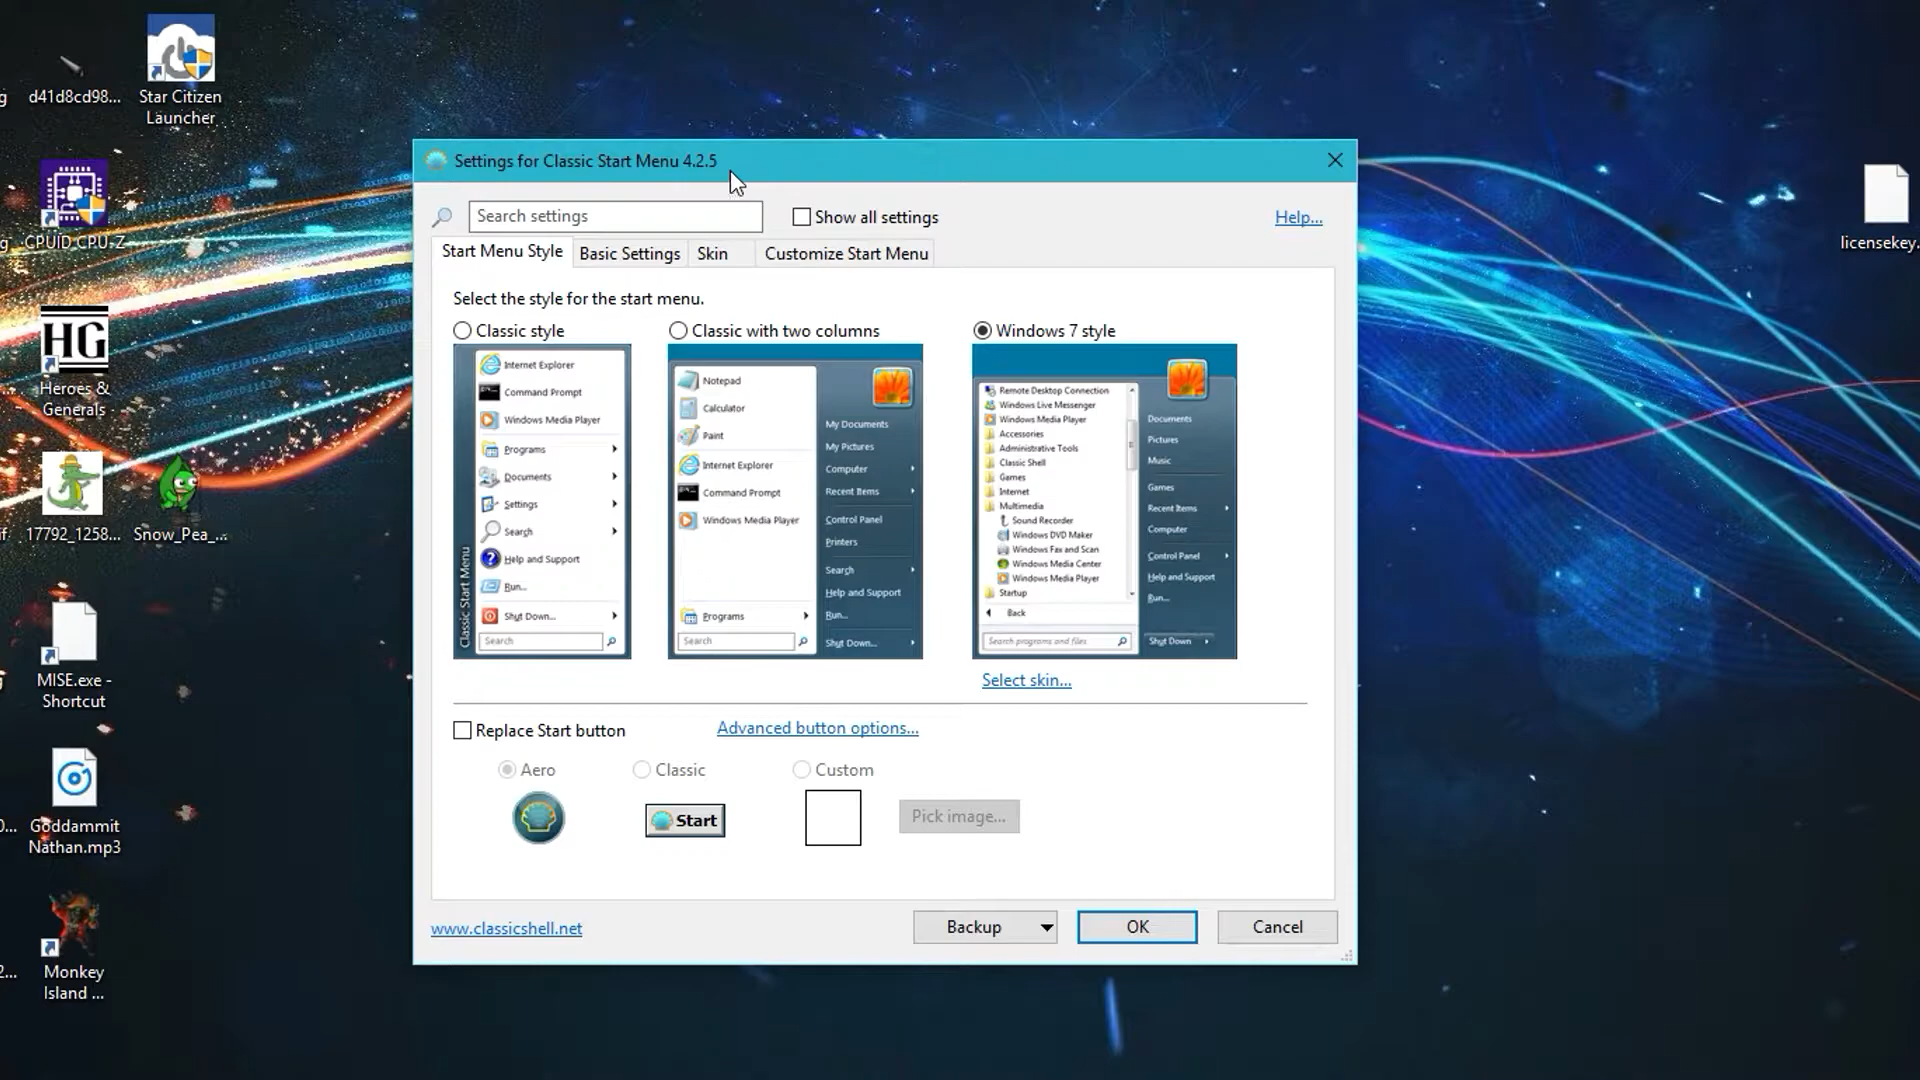 d41d8cd98...
Star Citizen
Launcher
CPUID CPU-Z
HG
Heroes &
Generals
17792_1258...
Snow_Pea_...
MISE.exe -
Shortcut
Goddammit
Nathan.mp3
Monkey
Island ...
licensekey.
Settings for Classic Start Menu 4.2.5
Search settings
Show all settings
Help...
Start Menu Style
Basic Settings
Skin
Customize Start Menu
Select the style for the start menu.
Classic style
Classic with two columns
Windows 7 style
Internet Explorer
Command Prompt
Windows Media Player
Programs
Documents
Settings
Search
Help and Support
Run...
Shut Down...
Search
Classic Start Menu
Notepad
Calculator
Paint
Internet Explorer
Command Prompt
Windows Media Player
Programs
Search
My Documents
My Pictures
Computer
Recent Items
Control Panel
Printers
Search
Help and Support
Run...
Shut Down...
Remote Desktop Connection
Windows Live Messenger
Windows Media Player
Accessories
Administrative Tools
Classic Shell
Games
Internet
Multimedia
Sound Recorder
Windows DVD Maker
Windows Fax and Scan
Windows Media Center
Windows Media Player
Startup
Back
Search programs and files
Documents
Pictures
Music
Games
Recent Items
Computer
Control Panel
Help and Support
Run...
Shut Down
Select skin...
Replace Start button
Advanced button options...
Aero
Classic
Custom
Start
Pick image...
www.classicshell.net
Backup
OK
Cancel